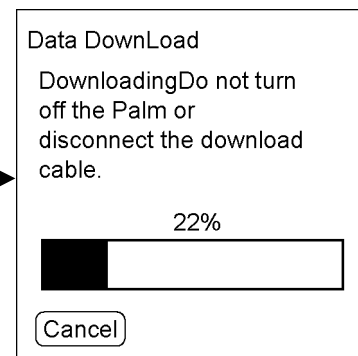 Data DownLoad
DownloadingDo not turn
off the Palm or
disconnect the download
cable.
22%
Cancel